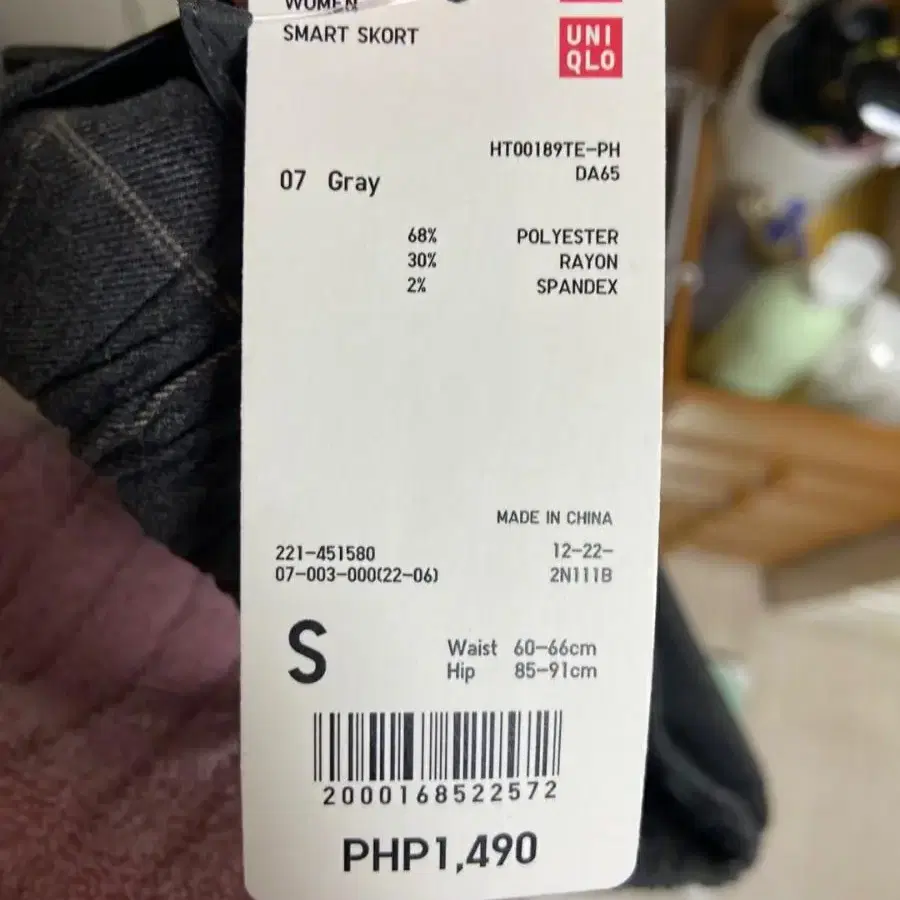 WOMEN
SMART SKORT
UNI
QLO
HT00189TE-PH
DA65
07 Gray
68% POLYESTER
30% RAYON
2% SPANDEX
MADE IN CHINA
221-451580 12-22-
07-003-000(22-06) 2N111B
S
Waist 60-66cm
Hip 85-91cm
2000168522572
PHP1,490